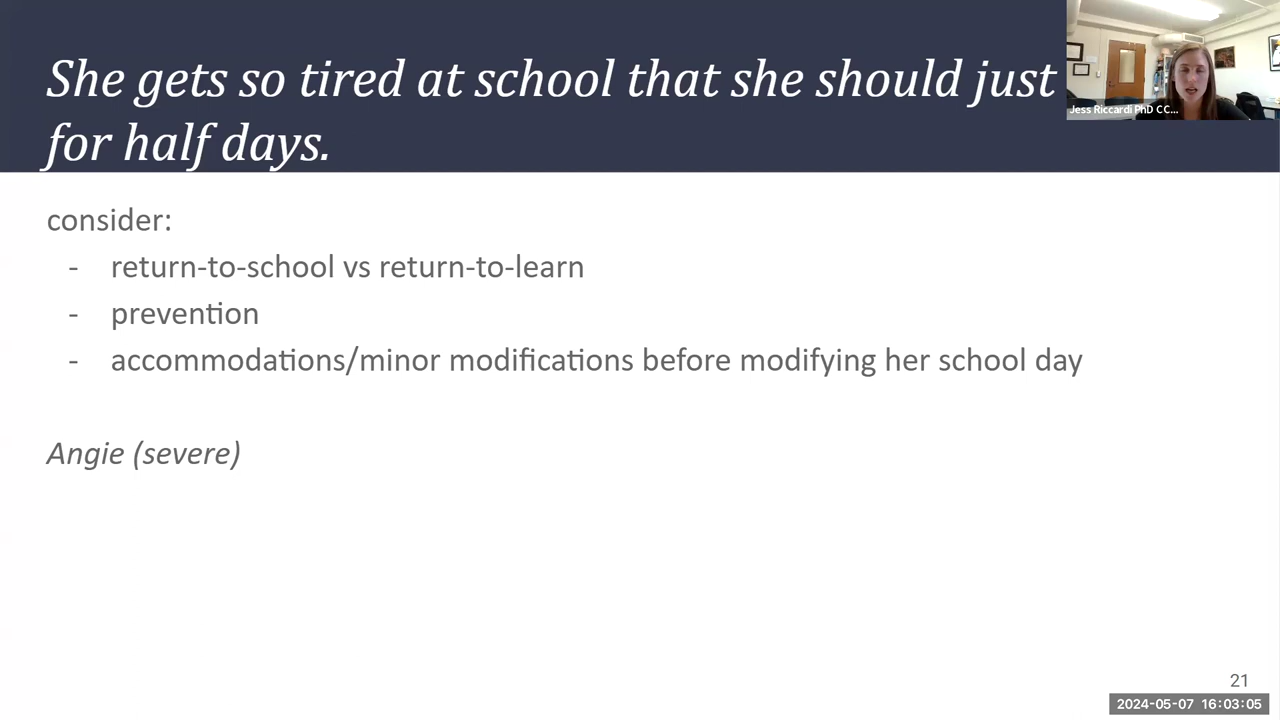 She gets so tired at school that she should just
for half days.
Jess Riccardi PhD CC...
consider:
- return-to-school vs return-to-learn
- prevention
- accommodations/minor modifications before modifying her school day
Angie (severe)
21
2024-05-07 16:03:05